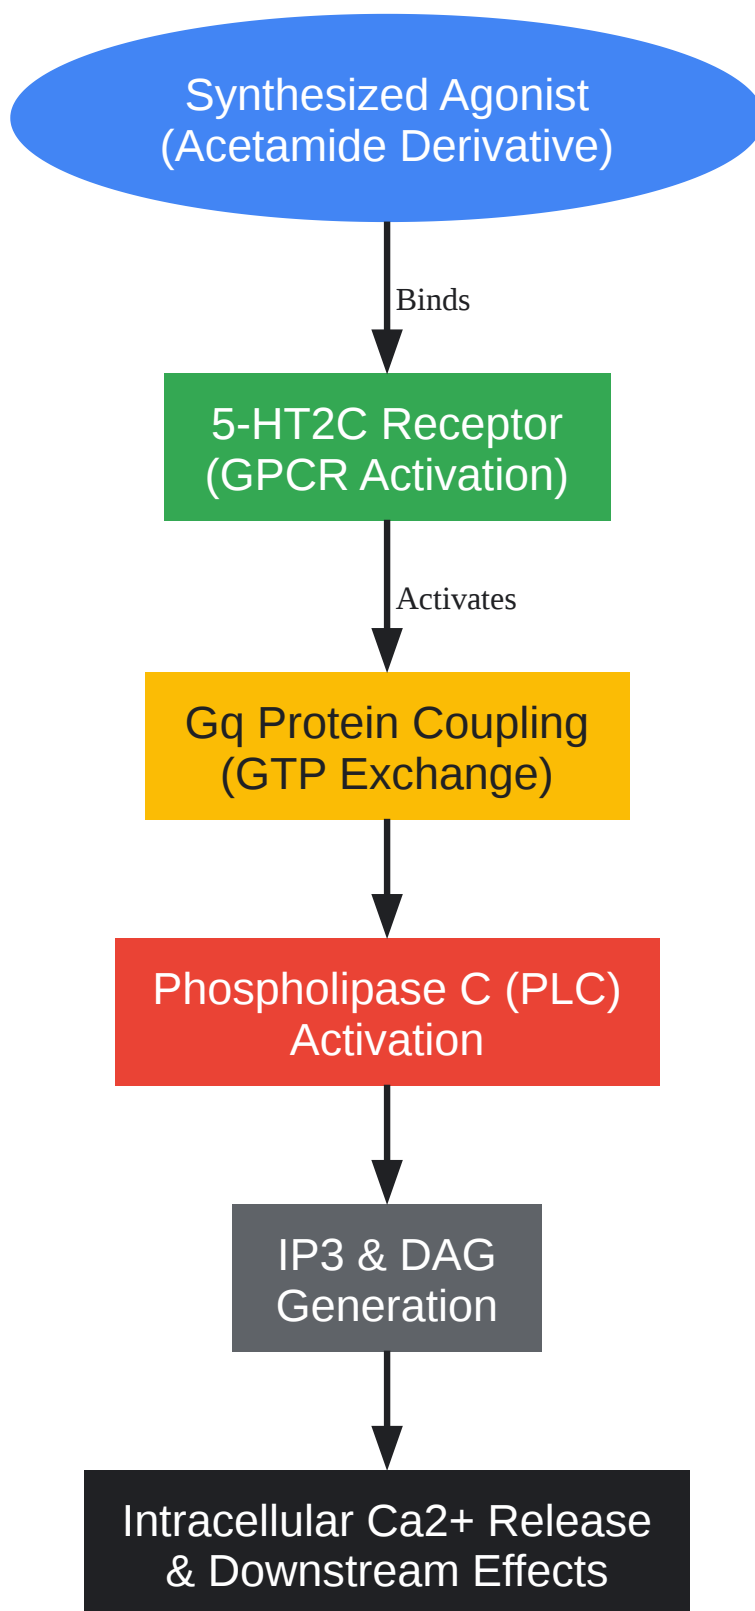 Synthesized Agonist
(Acetamide Derivative)
Binds
5-HT2C Receptor
(GPCR Activation)
Activates
Gq Protein Coupling
(GTP Exchange)
Phospholipase C (PLC)
Activation
IP3 & DAG
Generation
Intracellular Ca2+ Release
& Downstream Effects